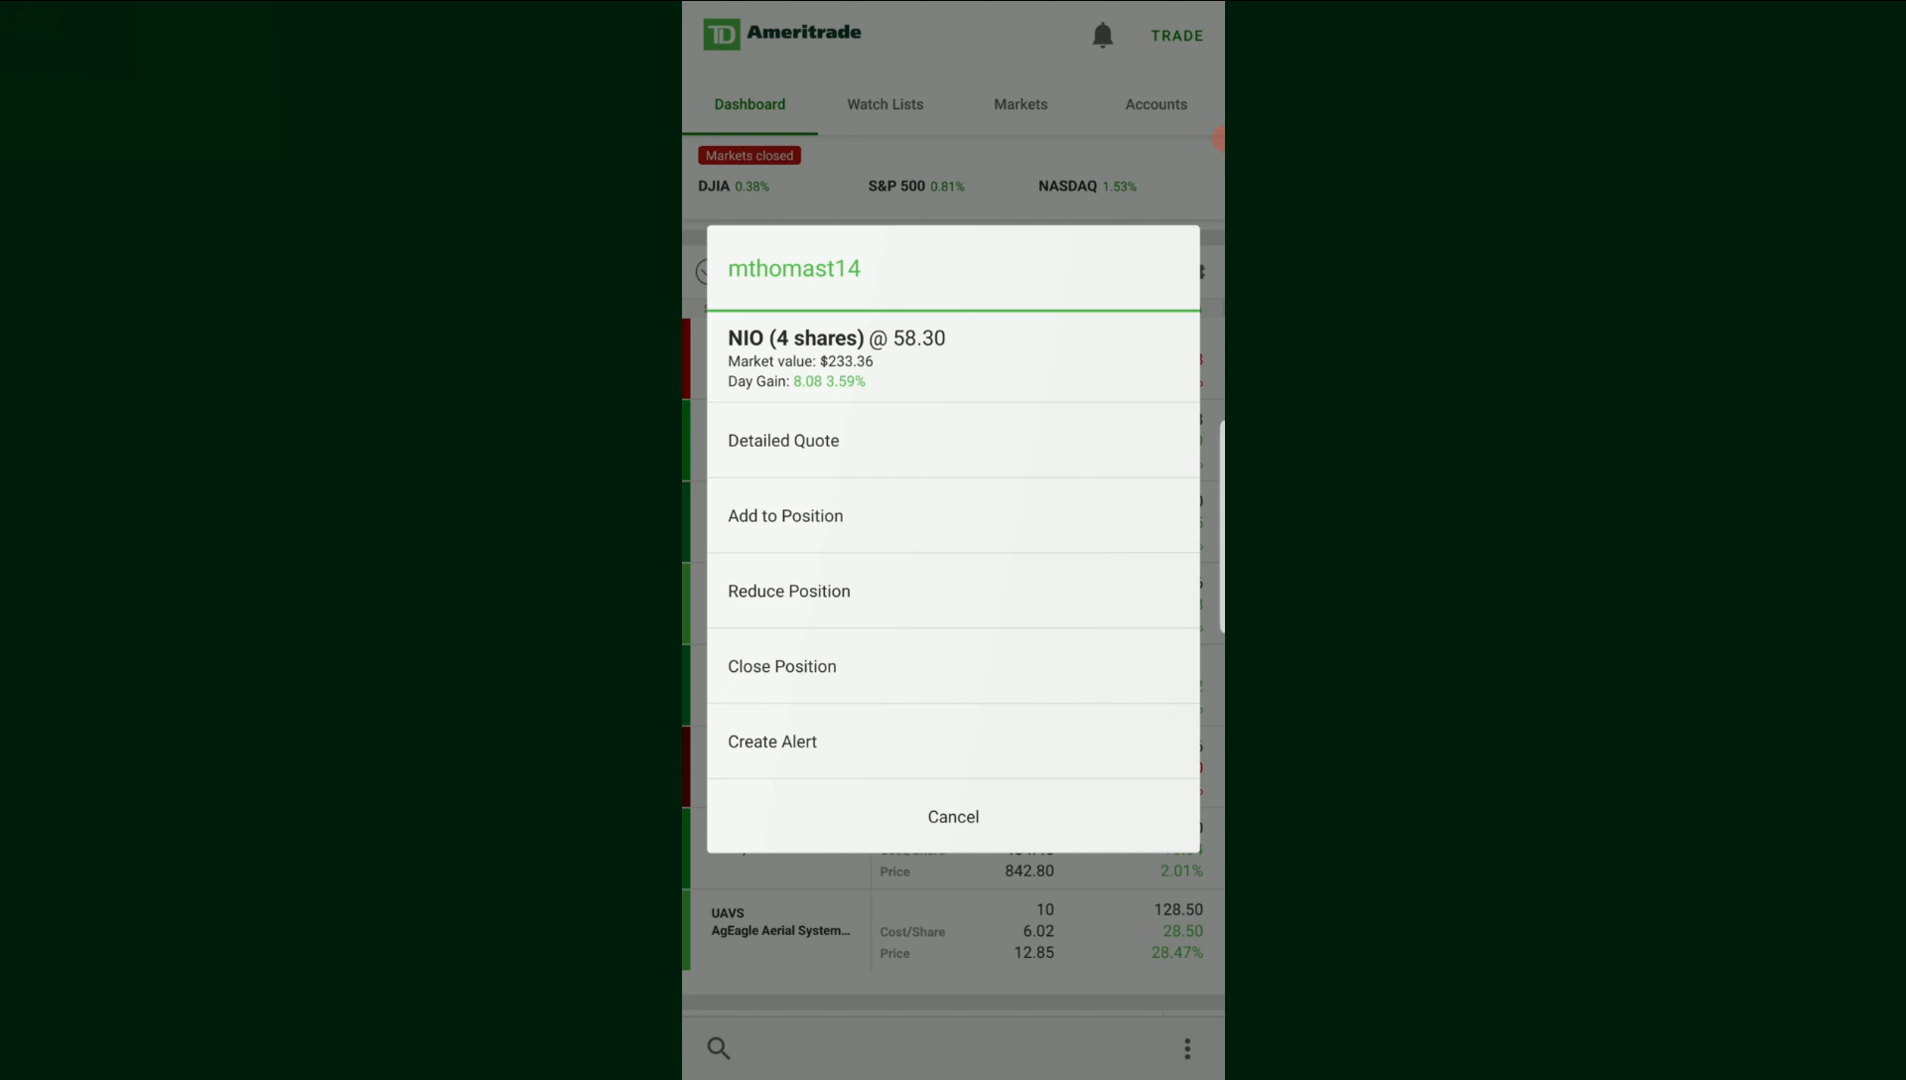 TD Ameritrade
TRADE
Dashboard Watch Lists Markets Accounts
Markets closed
DJIA 0.38% S&P 500 0.81% NASDAQ 1.53%
mthomast14
NIO (4 shares) @ 58.30
Market value: $233.36
Day Gain: 8.08 3.59%
Detailed Quote
Add to Position
Reduce Position
Close Position
Create Alert
Cancel
Price 842.80 2.01%
UAVS 10 128.50
AgEagle Aerial System... Cost/Share 6.02 28.50
Price 12.85 28.47%